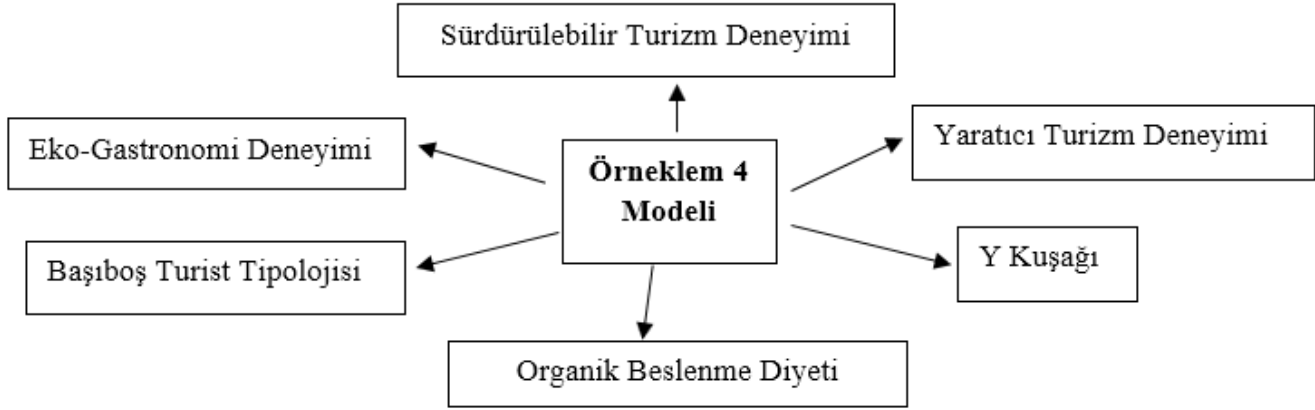 Sürdürülebilir Turizm Deneyimi
Eko-Gastronomi Deneyimi
Yaratıcı Turizm Deneyimi
Örneklem 4
Modeli
Başıboş Turist Tipolojisi
Y Kuşağı
Organik Beslenme Diyeti